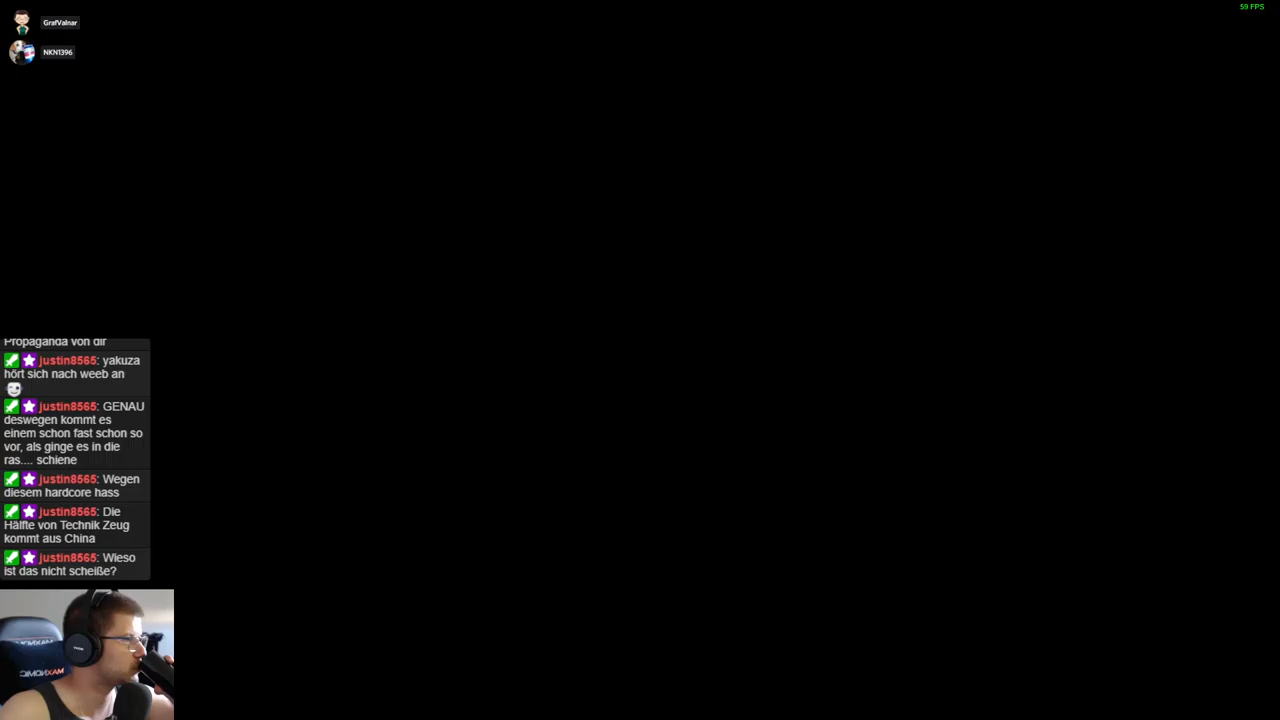 GrafValnar
59 FPS
NKN1396
Propaganda von dir
justin8565: yakuza
hört sich nach weeb an
justin8565: GENAU
deswegen kommt es
einem schon fast schon so
vor, als ginge es in die
ras.... schiene
justin8565: Wegen
diesem hardcore hass
justin8565: Die
Hälfte von Technik Zeug
kommt aus China
justin8565: Wieso
ist das nicht scheiße?
MAXNOMIC
MAXNOMIC